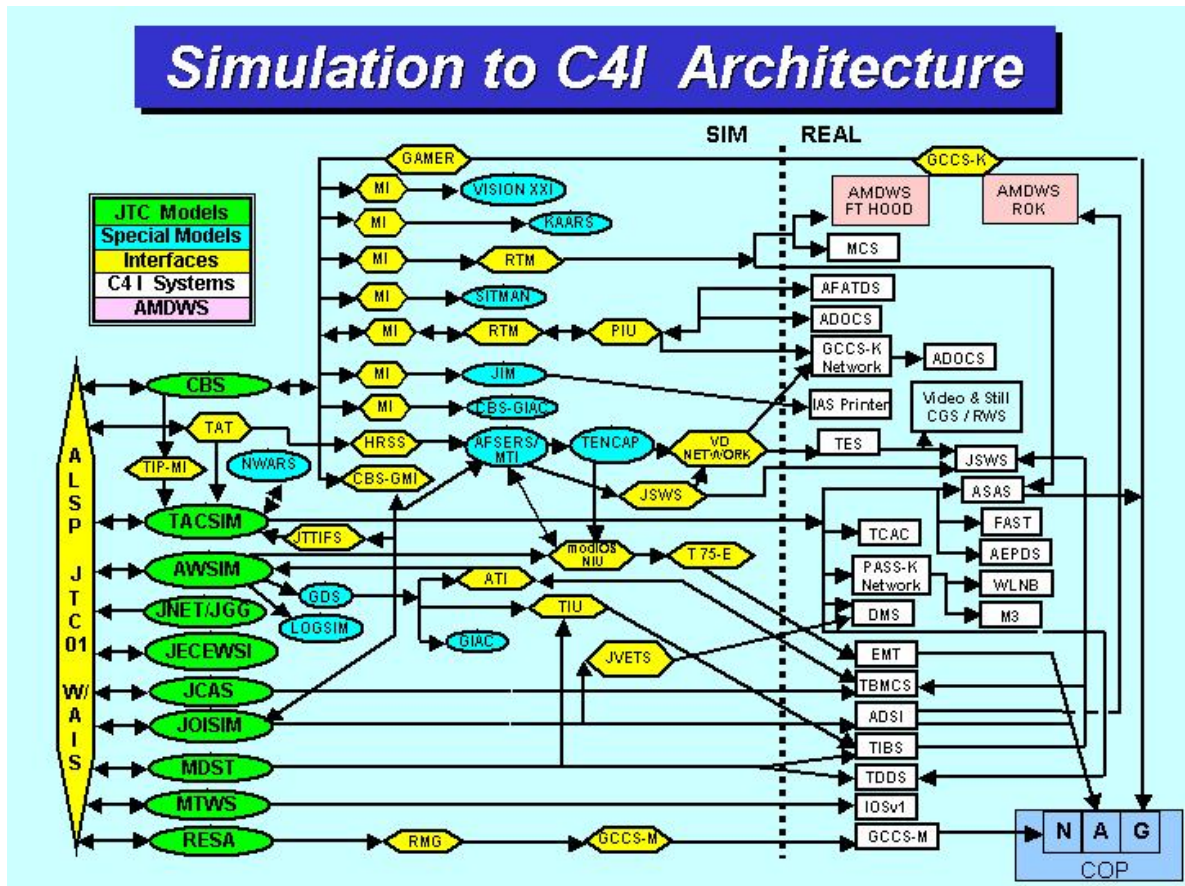 Simulation to C4I Architecture
SIM REAL
GAMER
GCCS-K
MI
VISION XXI
AMDWS
FT HOOD
AMDWS
ROK
JTC Models
Special Models
Interfaces
C4 I Systems
AMDWS
MI
KAARS
MI
RTM
MCS
MI
SITMAN
AFATDS
MI
RTM
PIU
ADOCS
GCCS-K
Network
ADOCS
CBS
MI
JIM
MI
CBS-GIAC
IAS Printer
Video & Still
CGS / RWS
TAT
HRSS
AFSERS/
MTI
TENCAP
VD
NETWORK
TES
JSWS
TIP-MI
NWARS
CBS-GMI
JSWS
ASAS
TACSIM
JTTIFS
TCAC
FAST
AWSIM
modIOS
NIU
T 75-E
AEPDS
PASS-K
Network
WLNB
GDS
ATI
JNET/JGG
TIU
DMS
M3
LOGSIM
GIAC
JECEWSI
JVETS
EMT
JCAS
TBMCS
JOISIM
ADSI
TIBS
MDST
TDDS
MTWS
IOSv1
RESA
RMG
GCCS-M
GCCS-M
N A G
COP
A
L
S
P
J
T
C
01
W/
A
I
S